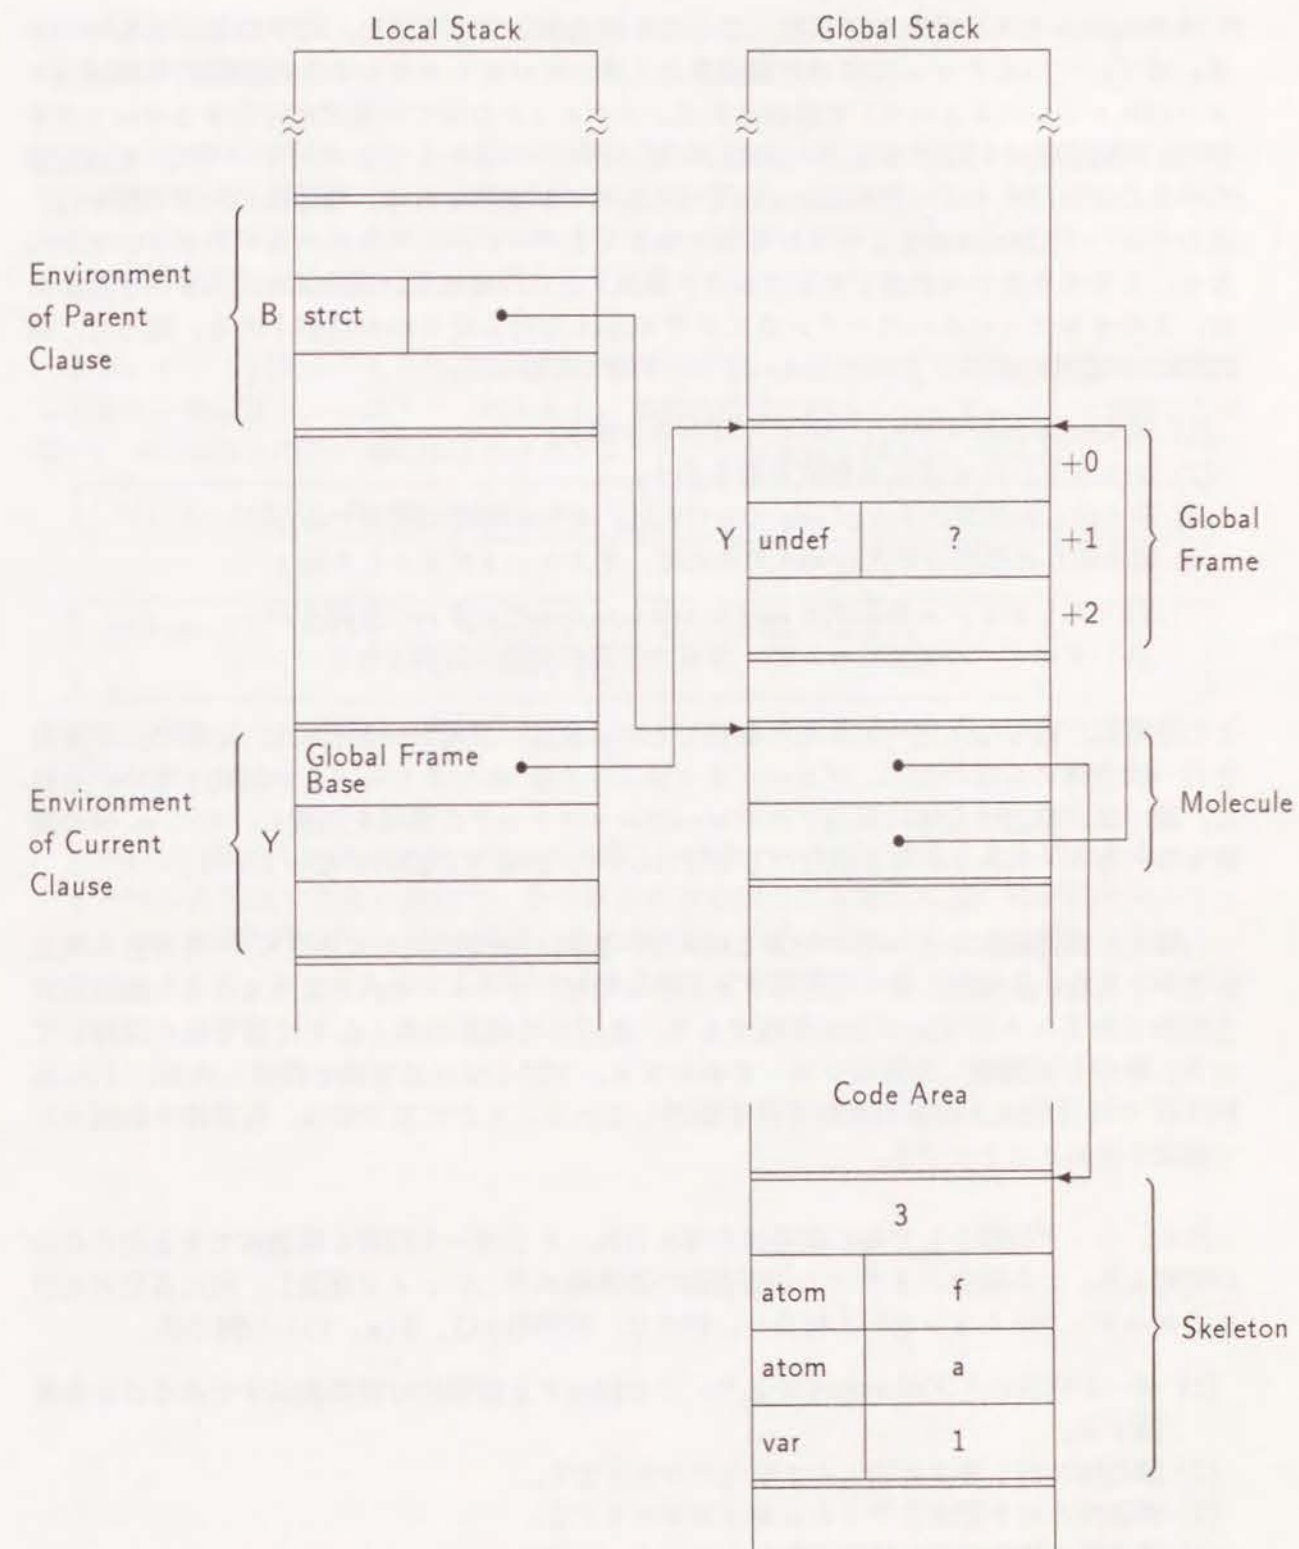 Local Stack
Global Stack
Environment
of Parent
Clause
B strct
+0
Y undef ? +1
+2
Global
Frame
Global Frame
Base
Environment
of Current
Clause
Y
Molecule
Code Area
3
atom f
atom a
var 1
Skeleton